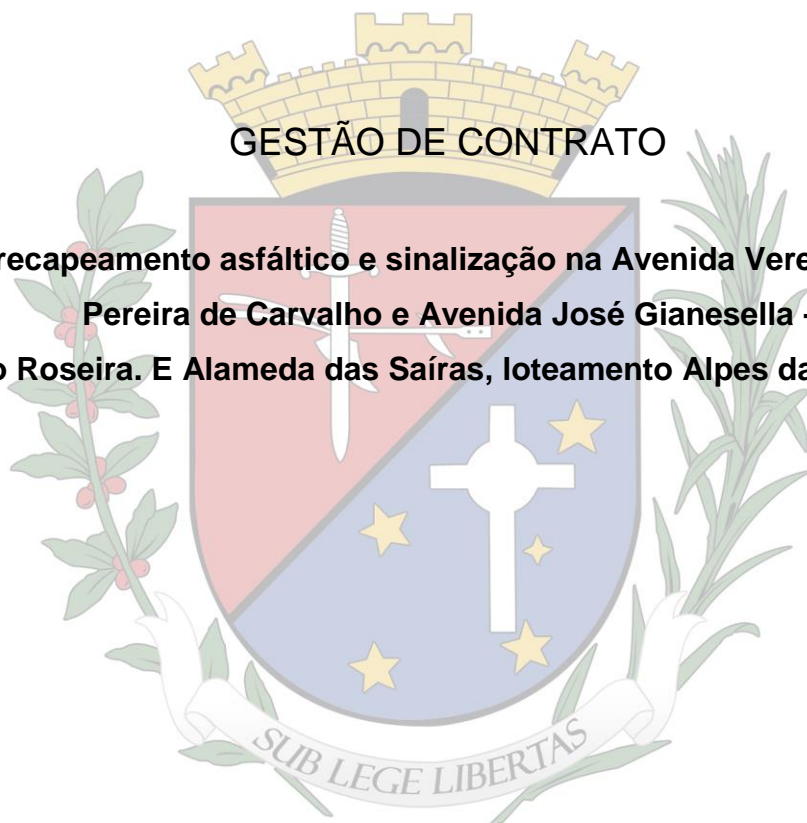 GESTÃO DE CONTRATO
recapeamento asfáltico e sinalização na Avenida Vere
Pereira de Carvalho e Avenida José Gianesella -
o Roseira. E Alameda das Saíras, loteamento Alpes da
SUB LEGE LIBERTAS